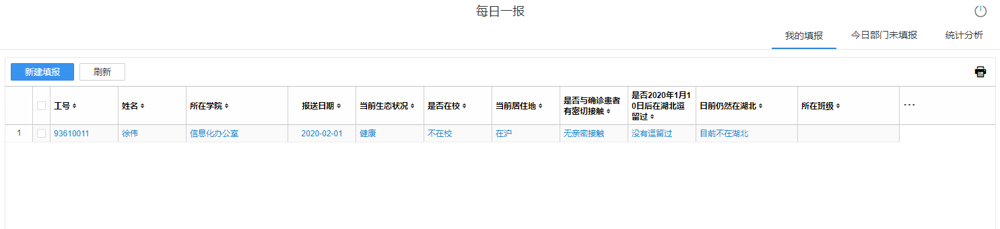 每日一报
我的填报 今日部门未填报 统计分析
新建填报 刷新
工号 姓名 所在学院 报送日期 当前生态状况 是否在校 当前居住地 是否与确诊患者有密切接触 是否2020年1月10日后在湖北逗留过 日前仍然在湖北 所在班级 ···
1 93610011 徐伟 信息化办公室 2020-02-01 健康 不在校 在沪 无亲密接触 没有逗留过 目前不在湖北